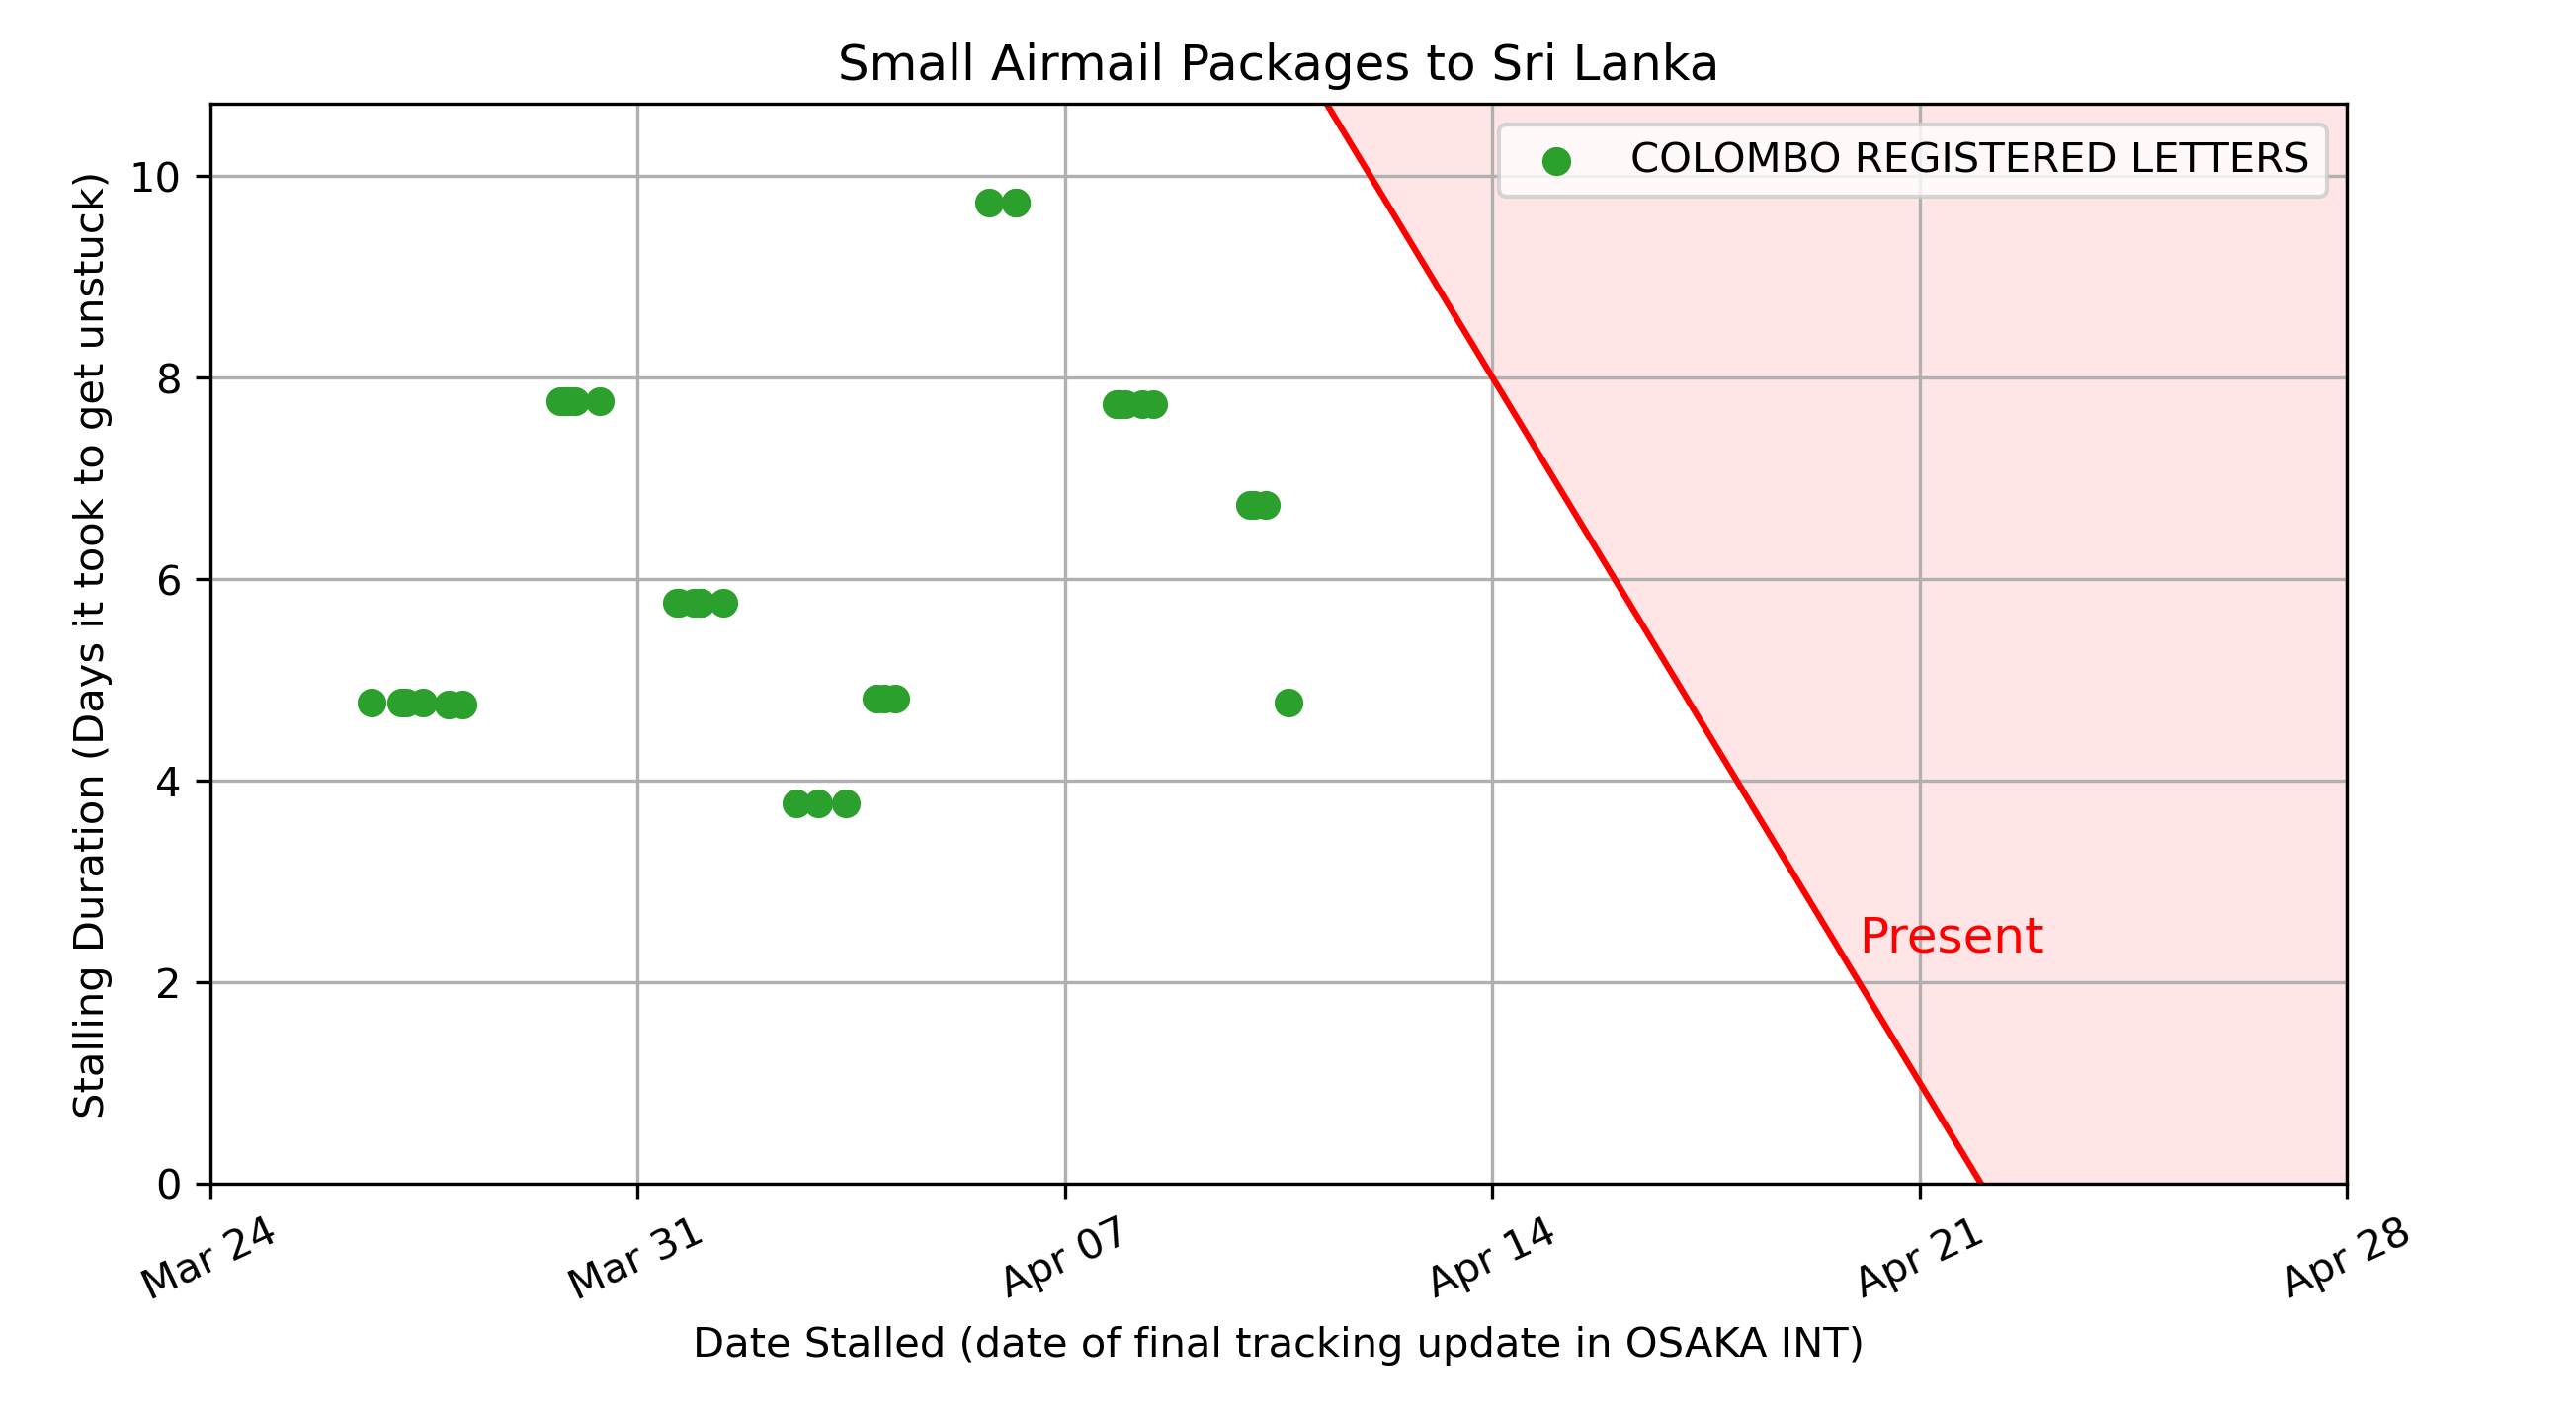 Small Airmail Packages to Sri Lanka
COLOMBO REGISTERED LETTERS
Stalling Duration (Days it took to get unstuck)
10
8
6
4
2
0
Present
Mar 24
Mar 31
Apr 07
Apr 14
Apr 21
Apr 28
Date Stalled (date of final tracking update in OSAKA INT)